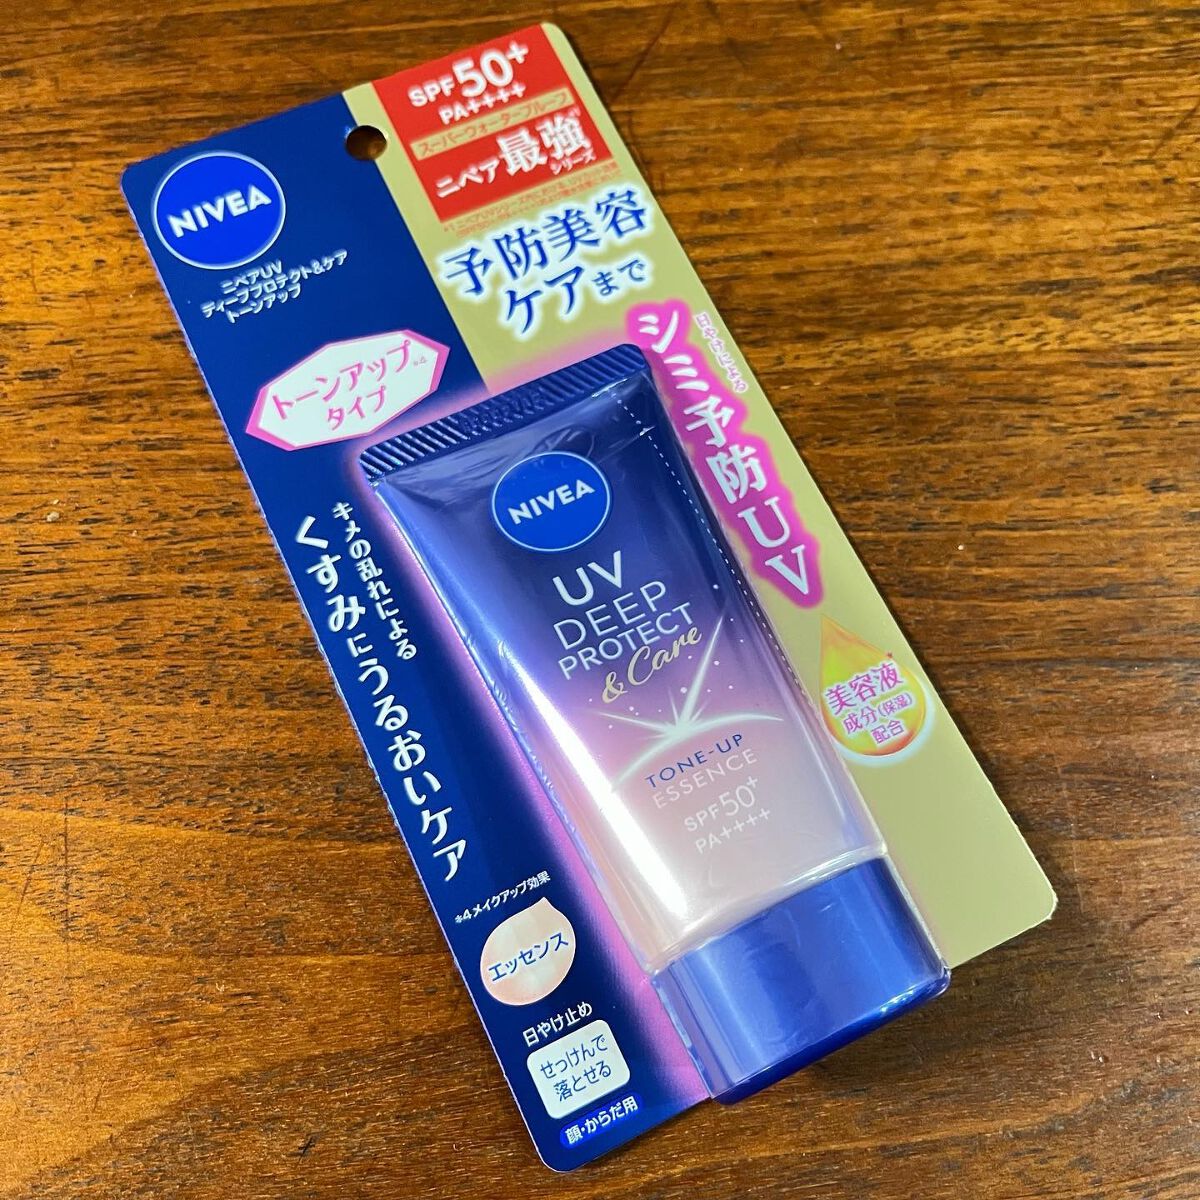 SPF50+
PA++++
スーパーウォータープルーフ
ニベア最強*1
シリーズ
NIVEA
ニベアUV
ディーププロテクト&ケア
トーンアップ
予防美容
ケアまで
日やけによる
シミ予防UV
トーンアップ*4
タイプ
キメの乱れによる
くすみにうるおいケア
NIVEA
UV
DEEP
PROTECT
& Care
TONE-UP
ESSENCE
SPF50+
PA++++
美容液
成分(保湿)
配合
*4メイクアップ効果
エッセンス
日やけ止め
せっけんで
落とせる
顔・からだ用